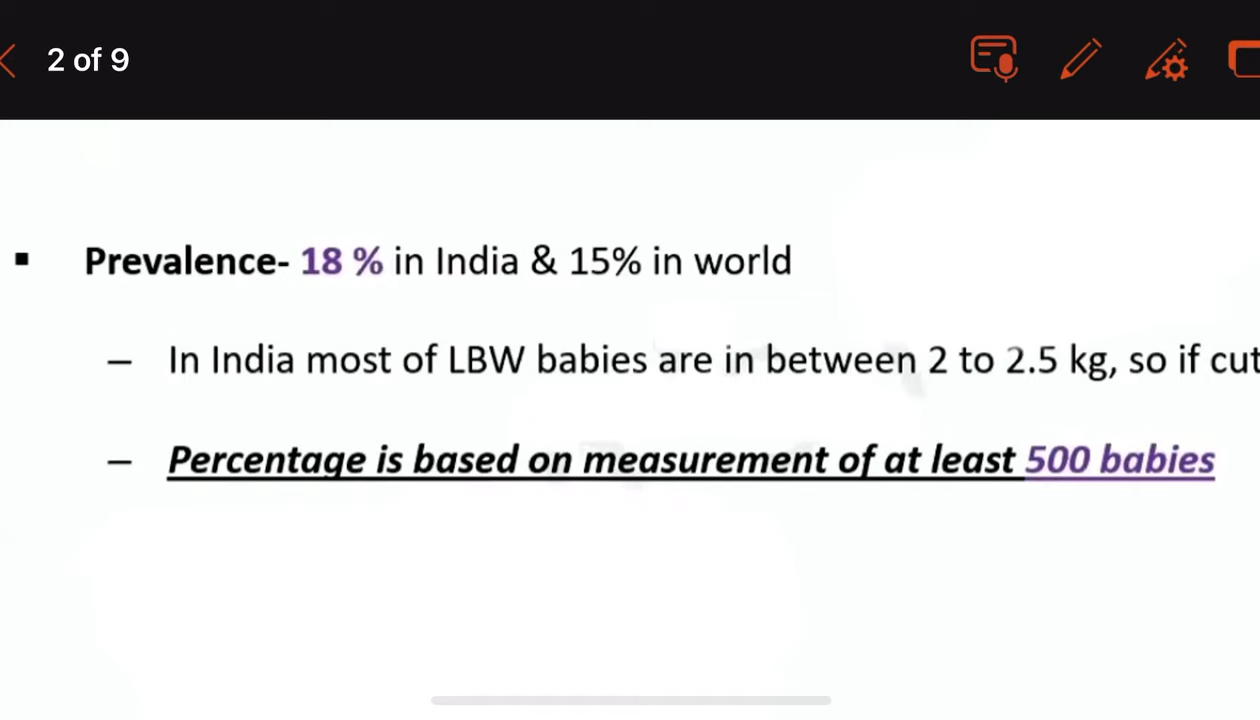 2 of 9
▪ Prevalence- 18 % in India & 15% in world
– In India most of LBW babies are in between 2 to 2.5 kg, so if cut
– Percentage is based on measurement of at least 500 babies